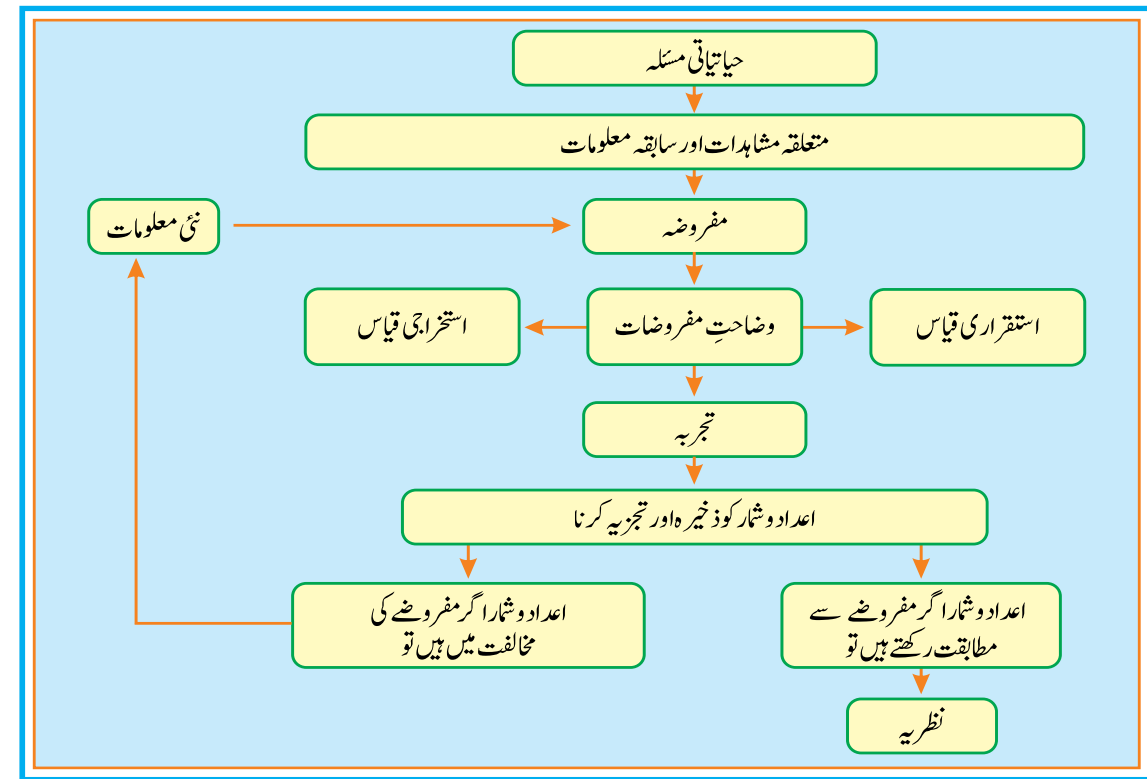 حیاتیاتی مسئلہ
متعلقہ مشاہدات اور سابقہ معلومات
مفروضہ
نئی معلومات
استقراری قیاس
وضاحتِ مفروضات
استخراجی قیاس
تجربہ
اعداد و شمار کو ذخیرہ اور تجزیہ کرنا
اعداد و شمار اگر مفروضے سے
مطابقت رکھتے ہیں تو
اعداد و شمار اگر مفروضے کی
مخالفت میں ہیں تو
نظریہ